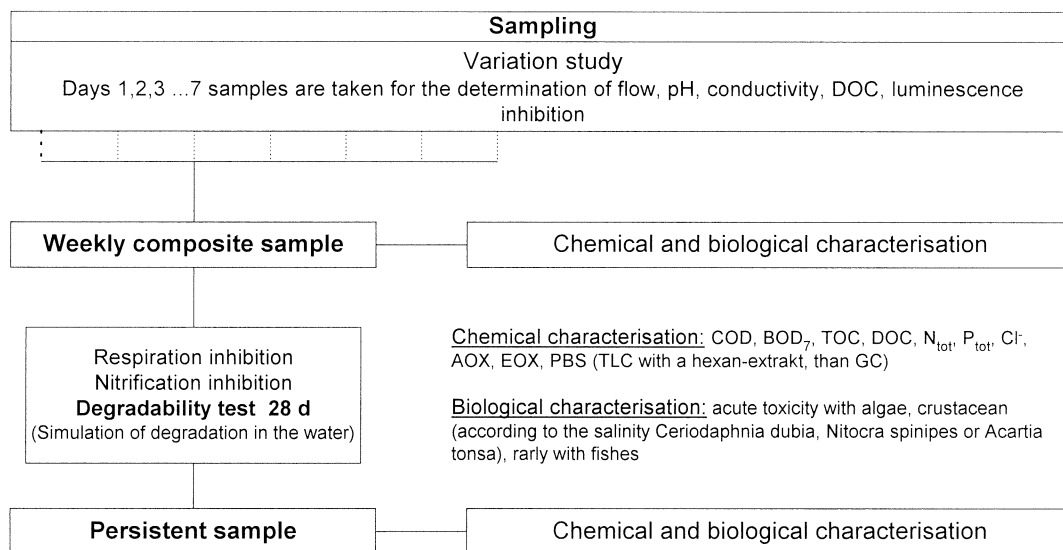 Sampling
Variation study
Days 1,2,3 ...7 samples are taken for the determination of flow, pH, conductivity, DOC, luminescence
inhibition
Weekly composite sample
Chemical and biological characterisation
Respiration inhibition
Nitrification inhibition
Degradability test 28 d
(Simulation of degradation in the water)
Chemical characterisation: COD, BOD7, TOC, DOC, Ntot, Ptot, Cl-,
AOX, EOX, PBS (TLC with a hexan-extrakt, than GC)
Biological characterisation: acute toxicity with algae, crustacean
(according to the salinity Ceriodaphnia dubia, Nitocra spinipes or Acartia
tonsa), rarly with fishes
Persistent sample
Chemical and biological characterisation